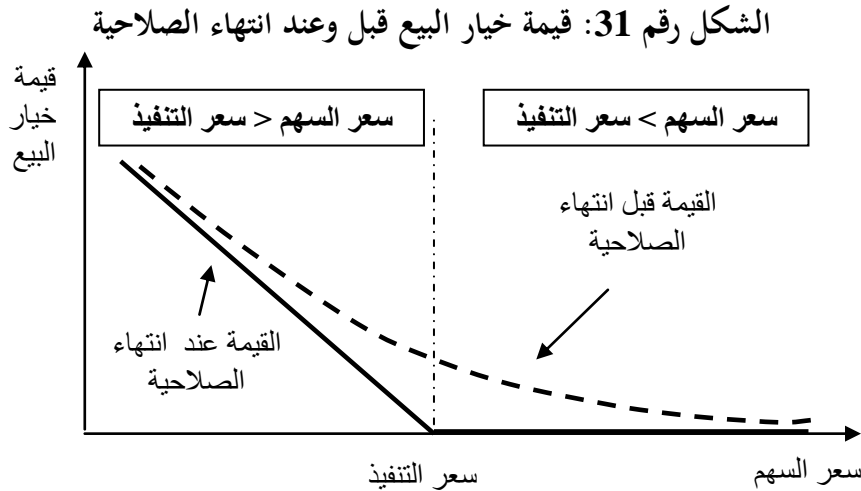 الشكل رقم 31: قيمة خيار البيع قبل وعند انتهاء الصلاحية
قيمة
خيار
البيع
سعر السهم > سعر التنفيذ
سعر السهم < سعر التنفيذ
القيمة قبل انتهاء
الصلاحية
القيمة عند انتهاء
الصلاحية
سعر التنفيذ
سعر السهم